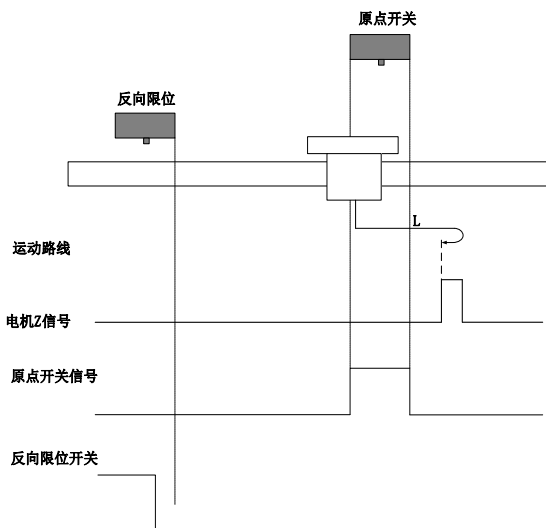 原点开关
反向限位
L
运动路线
电机Z信号
原点开关信号
反向限位开关